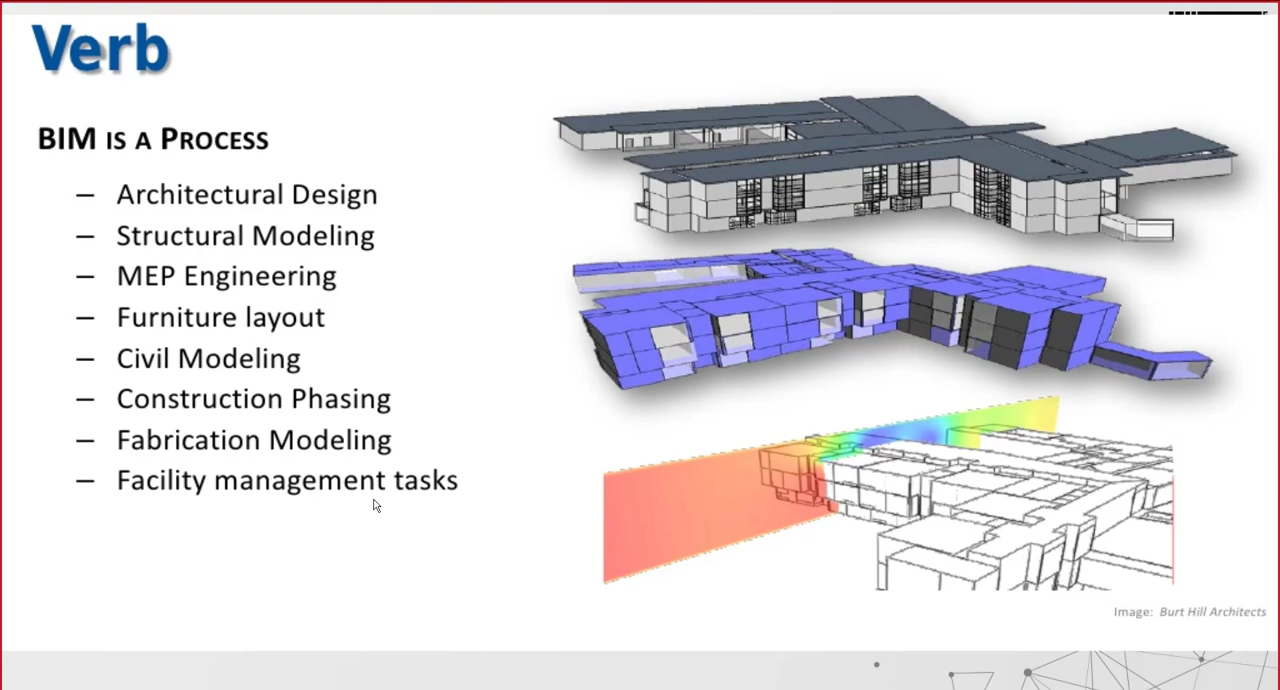 Verb
BIM IS A PROCESS
– Architectural Design
– Structural Modeling
– MEP Engineering
– Furniture layout
– Civil Modeling
– Construction Phasing
– Fabrication Modeling
– Facility management tasks
Image: Burt Hill Architects